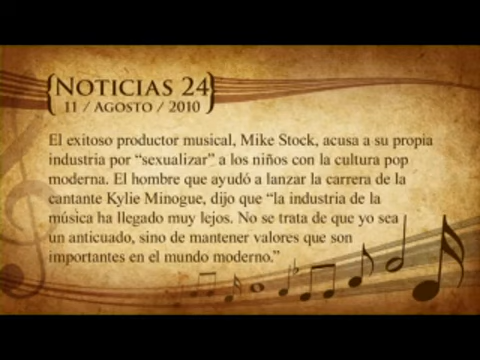 {NOTICIAS 24}
11 / AGOSTO / 2010
El exitoso productor musical, Mike Stock, acusa a su propia
industria por “sexualizar” a los niños con la cultura pop
moderna. El hombre que ayudó a lanzar la carrera de la
cantante Kylie Minogue, dijo que “la industria de la
música ha llegado muy lejos. No se trata de que yo sea
un anticuado, sino de mantener valores que son
importantes en el mundo moderno.”